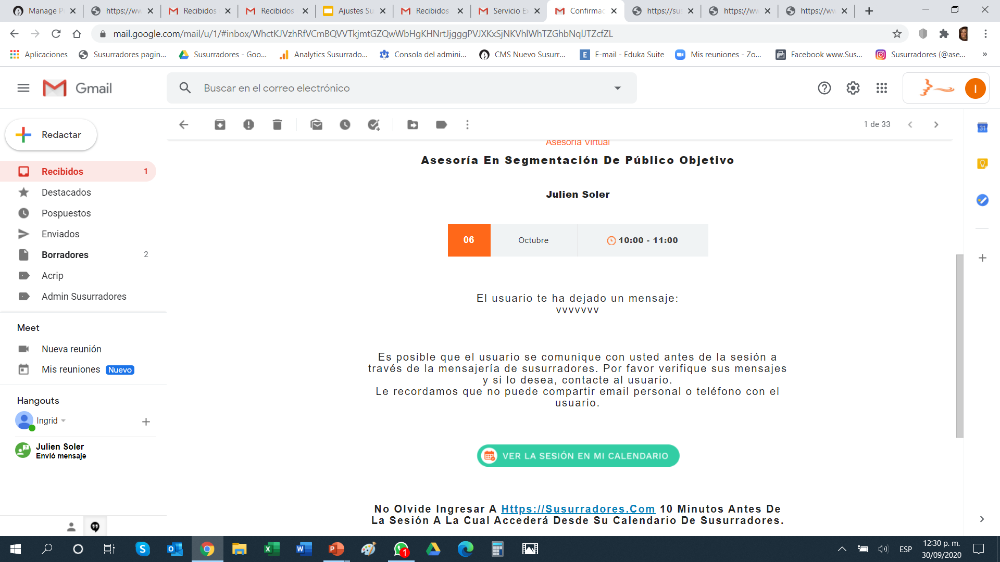 Manage P
https://ww
Recibidos
Recibidos
Ajustes Su
Recibidos
Servicio Ex
Confirmac
https://sus
https://ww
https://ww
mail.google.com/mail/u/1/#inbox/WhctKJVzhRfVCmBQVVTkjmtGZQwWbHgKHNrtJjgggPVJXKxSjNKVhlWhTZGhbNqlJTZcfZL
Aplicaciones
Susurradores pagin...
Susurradores - Goo...
Analytics Susurrado...
Consola del admini...
CMS Nuevo Susurr...
E-mail - Eduka Suite
Mis reuniones - Zo...
Facebook www.Sus...
Susurradores (@ase...
»
Gmail
Buscar en el correo electrónico
I
Redactar
1 de 33
31
Recibidos 1
Destacados
Pospuestos
Enviados
Borradores 2
Acrip
Admin Susurradores
Meet
Nueva reunión
Mis reuniones Nuevo
Hangouts
Ingrid
Julien Soler
Envió mensaje
Asesoría Virtual
Asesoría En Segmentación De Público Objetivo
Julien Soler
06 Octubre 10:00 - 11:00
El usuario te ha dejado un mensaje:
vvvvvvv
Es posible que el usuario se comunique con usted antes de la sesión a
través de la mensajería de susurradores. Por favor verifique sus mensajes
y si lo desea, contacte al usuario.
Le recordamos que no puede compartir email personal o teléfono con el
usuario.
VER LA SESIÓN EN MI CALENDARIO
No Olvide Ingresar A Https://Susurradores.Com 10 Minutos Antes De
La Sesión A La Cual Accederá Desde Su Calendario De Susurradores.
1
ESP
12:30 p. m.
30/09/2020